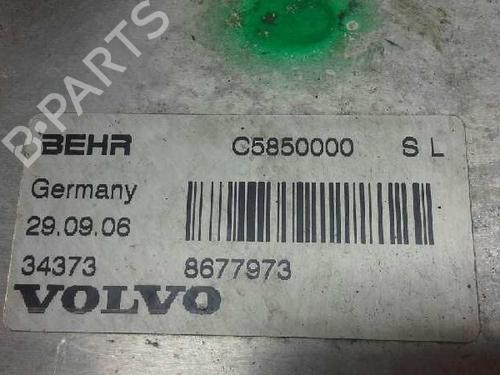 B-PARTS
BEHR C5850000 S L
Germany
29.09.06
34373 8677973
VOLVO